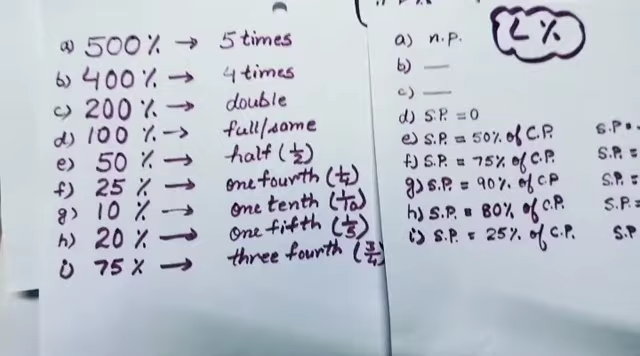 a) 500% → 5 times
b) 400% → 4 times
c) 200% → double
d) 100% → full/same
e) 50% → half (1/2)
f) 25% → one fourth (1/4)
g) 10% → one tenth (1/10)
h) 20% → one fifth (1/5)
i) 75% → three fourth (3/4)
L %
a) n.p.
b) —
c) —
d) S.P. = 0
e) S.P. = 50% of C.P. S.P.
f) S.P. = 75% of C.P. S.P. =
g) S.P. = 90% of C.P S.P. =
h) S.P. = 80% of C.P. S.P. =
i) S.P. = 25% of C.P. S.P